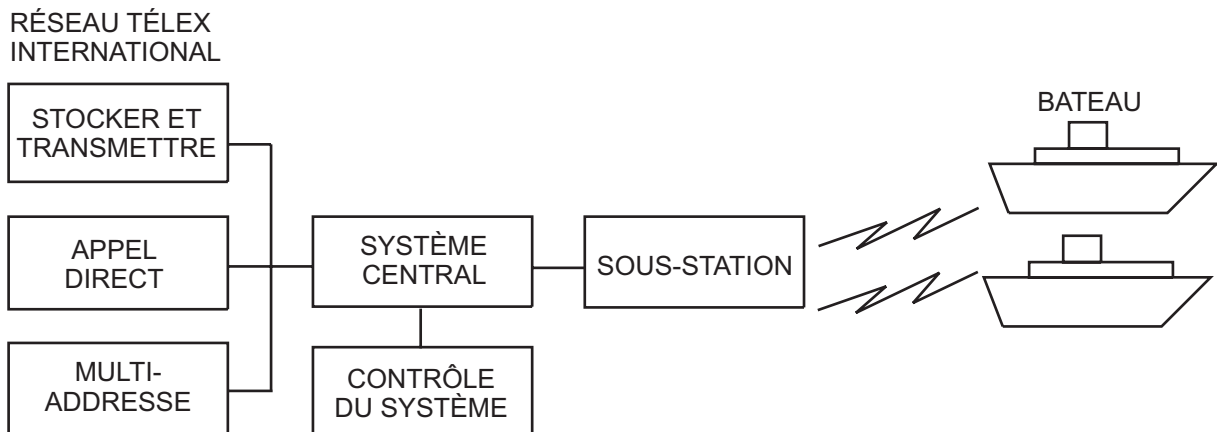 RÉSEAU TÉLEX
INTERNATIONAL
STOCKER ET
TRANSMETTRE
APPEL
DIRECT
MULTI-
ADDRESSE
SYSTÈME
CENTRAL
CONTRÔLE
DU SYSTÈME
SOUS-STATION
BATEAU